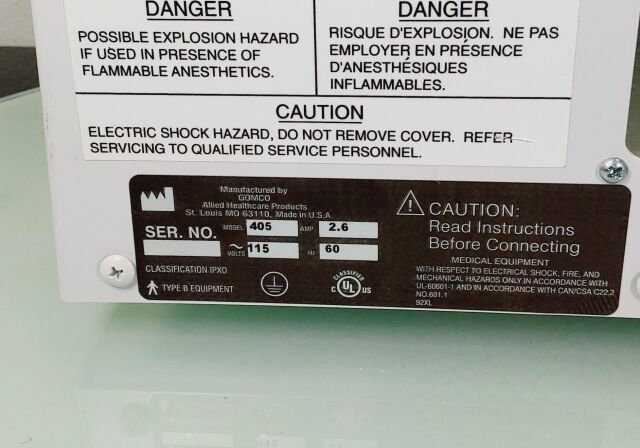 DANGER
POSSIBLE EXPLOSION HAZARD
IF USED IN PRESENCE OF
FLAMMABLE ANESTHETICS.
DANGER
RISQUE D'EXPLOSION. NE PAS
EMPLOYER EN PRÉSENCE
D'ANESTHÉSIQUES
INFLAMMABLES.
CAUTION
ELECTRIC SHOCK HAZARD, DO NOT REMOVE COVER. REFER
SERVICING TO QUALIFIED SERVICE PERSONNEL.
Manufactured by
GOMCO
Allied Healthcare Products
St. Louis MO 63110, Made in U.S.A.
SER. NO. MODEL 405 AMP. 2.6
~ VOLTS 115 Hz 60
CLASSIFICATION IPXO
TYPE B EQUIPMENT
CLASSIFIED
C UL US
CAUTION:
Read Instructions
Before Connecting
MEDICAL EQUIPMENT
WITH RESPECT TO ELECTRICAL SHOCK, FIRE, AND
MECHANICAL HAZARDS ONLY IN ACCORDANCE WITH
UL-60601-1 AND IN ACCORDANCE WITH CAN/CSA C22.2
NO.601.1
92XL